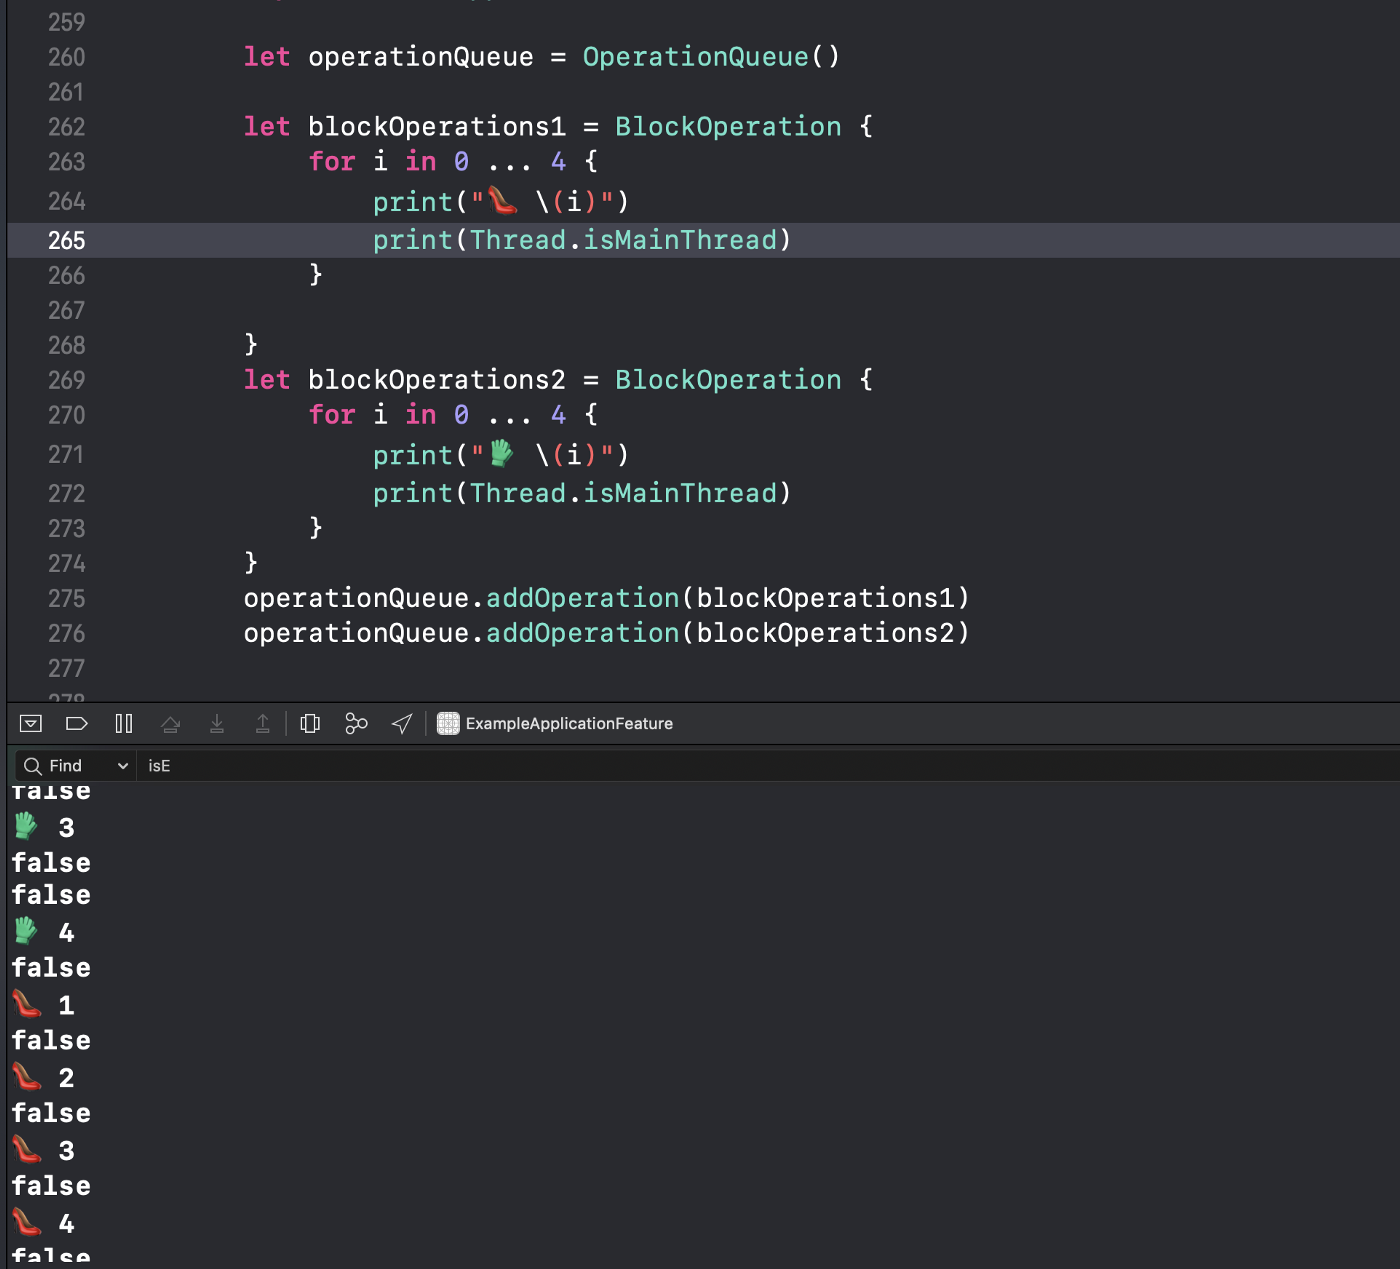 259
260 let operationQueue = OperationQueue()
261
262 let blockOperations1 = BlockOperation {
263 for i in 0 ... 4 {
264 print("👠 \(i)")
265 print(Thread.isMainThread)
266 }
267
268 }
269 let blockOperations2 = BlockOperation {
270 for i in 0 ... 4 {
271 print("🧤 \(i)")
272 print(Thread.isMainThread)
273 }
274 }
275 operationQueue.addOperation(blockOperations1)
276 operationQueue.addOperation(blockOperations2)
277
278
ExampleApplicationFeature
Find isE
false
🧤 3
false
false
🧤 4
false
👠 1
false
👠 2
false
👠 3
false
👠 4
false